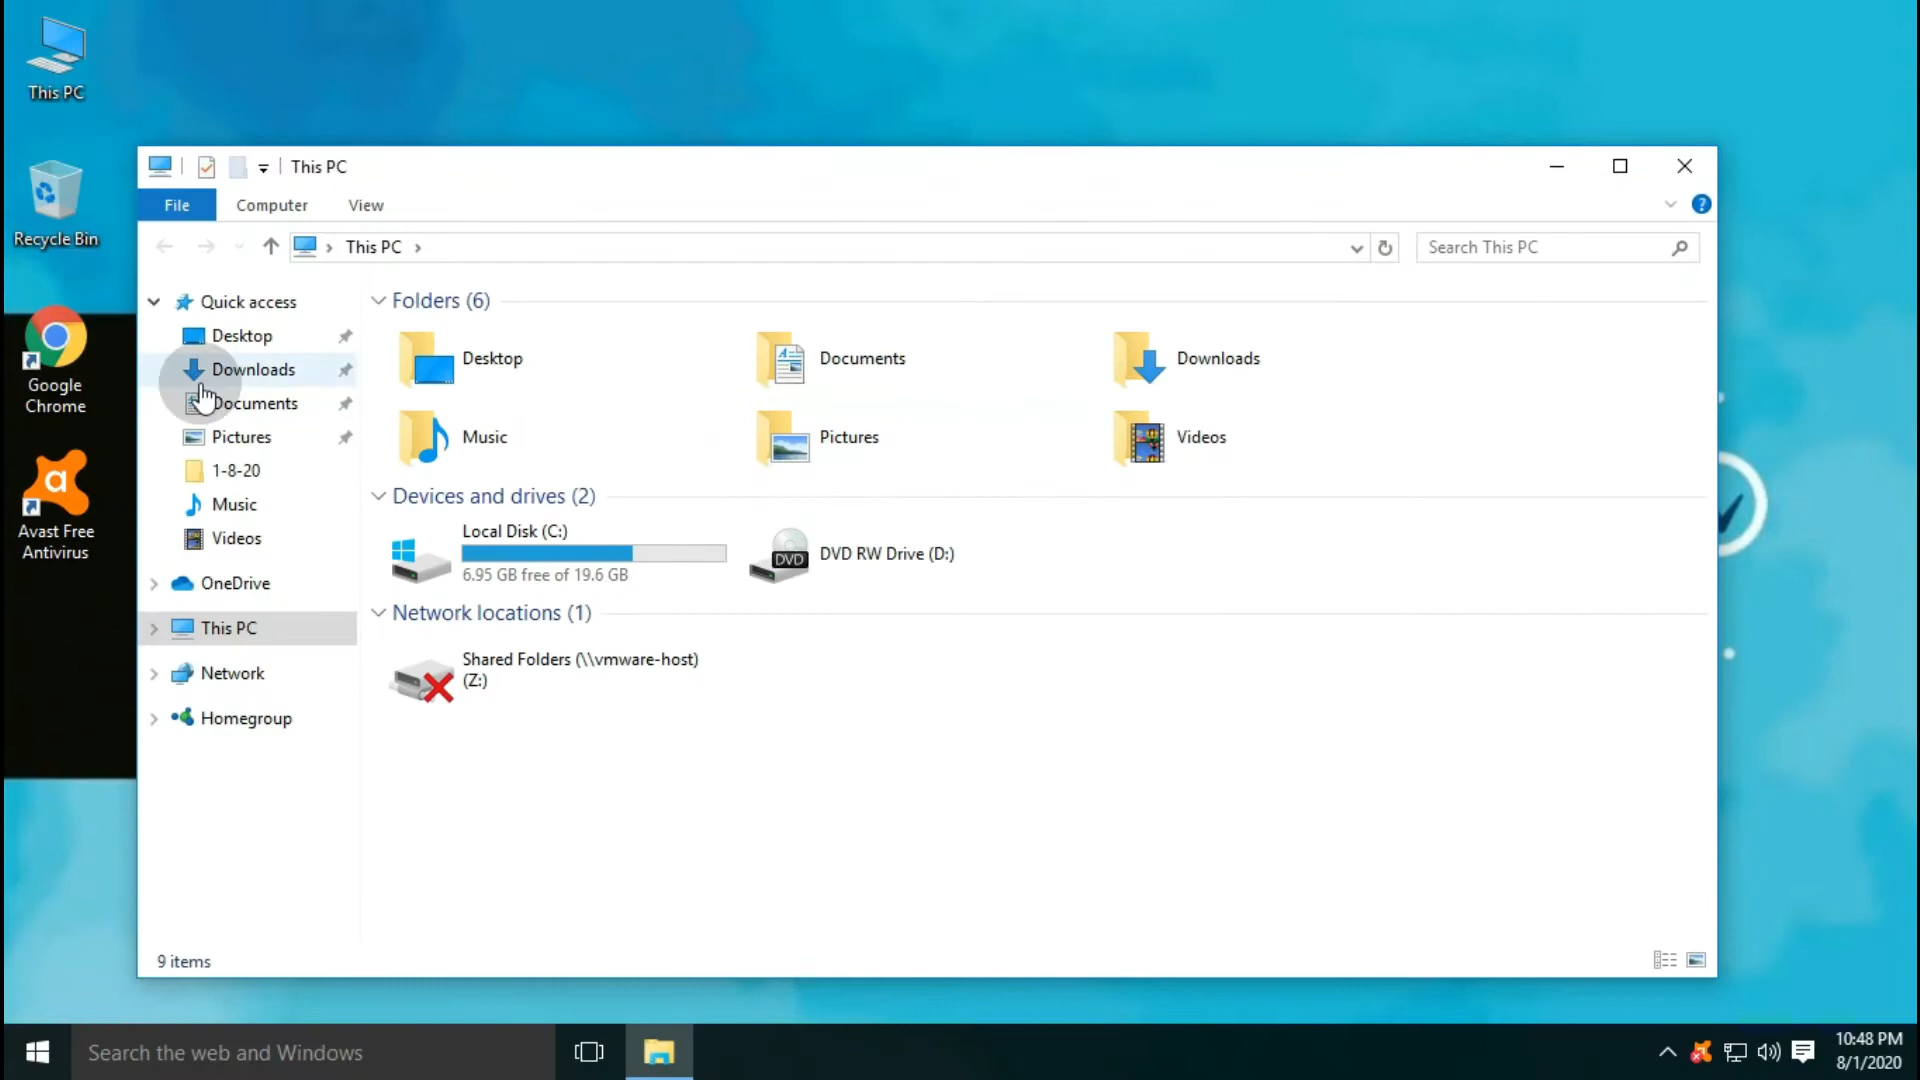 This PC
Recycle Bin
Google
Chrome
a
Avast Free
Antivirus
This PC
File
Computer
View
?
This PC
Search This PC
Quick access
Desktop
Downloads
Documents
Pictures
1-8-20
Music
Videos
OneDrive
This PC
Network
Homegroup
Folders (6)
Desktop
Documents
Downloads
Music
Pictures
Videos
Devices and drives (2)
Local Disk (C:)
6.95 GB free of 19.6 GB
DVD
DVD RW Drive (D:)
Network locations (1)
Shared Folders (\\vmware-host)
(Z:)
9 items
Search the web and Windows
10:48 PM
8/1/2020